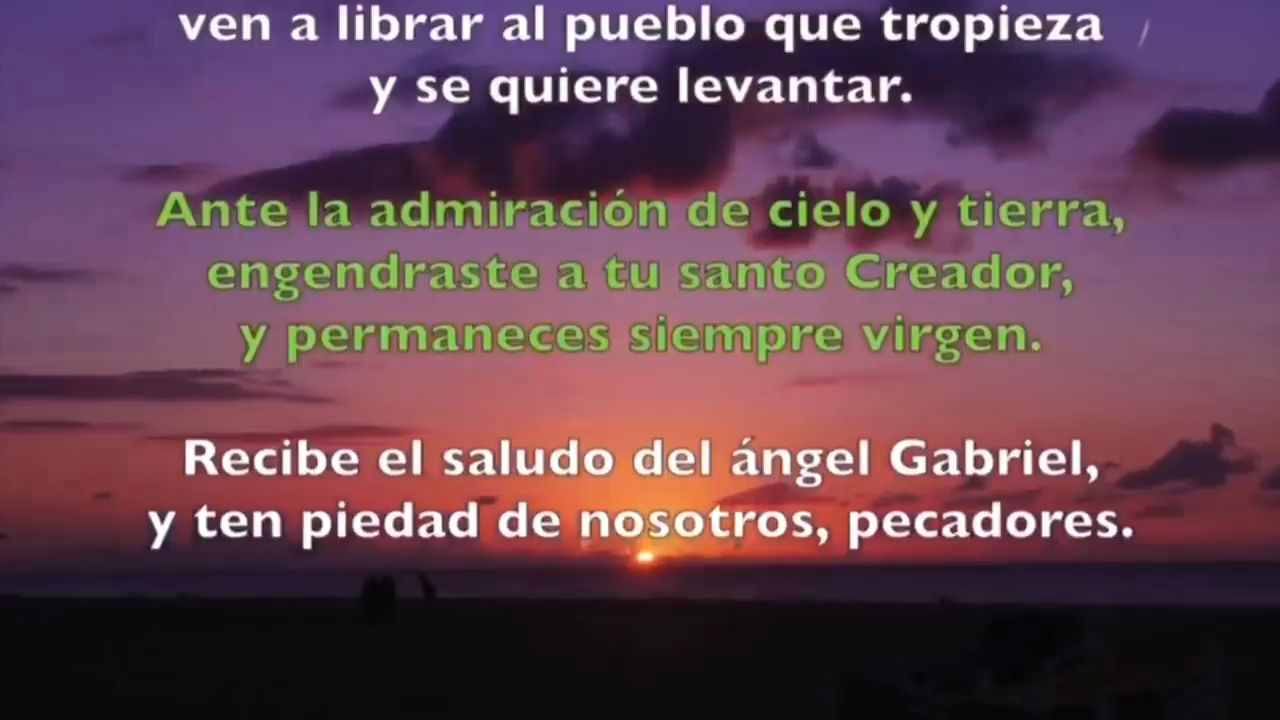 ven a librar al pueblo que tropieza
y se quiere levantar.
Ante la admiración de cielo y tierra,
engendraste a tu santo Creador,
y permaneces siempre virgen.
Recibe el saludo del ángel Gabriel,
y ten piedad de nosotros, pecadores.